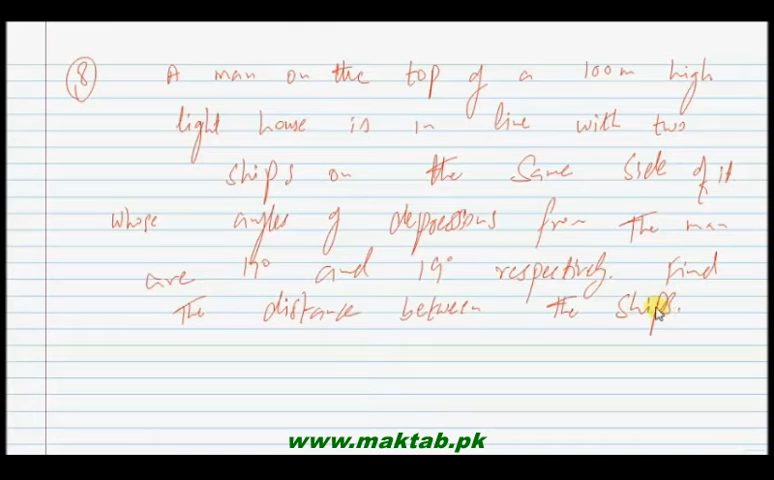 8 A man on the top of a 100m high
light house is in line with two
ships on the same side of it
whose angles of depressions from the man
are 17° and 19° respectively. Find
The distance between the ships.
www.maktab.pk